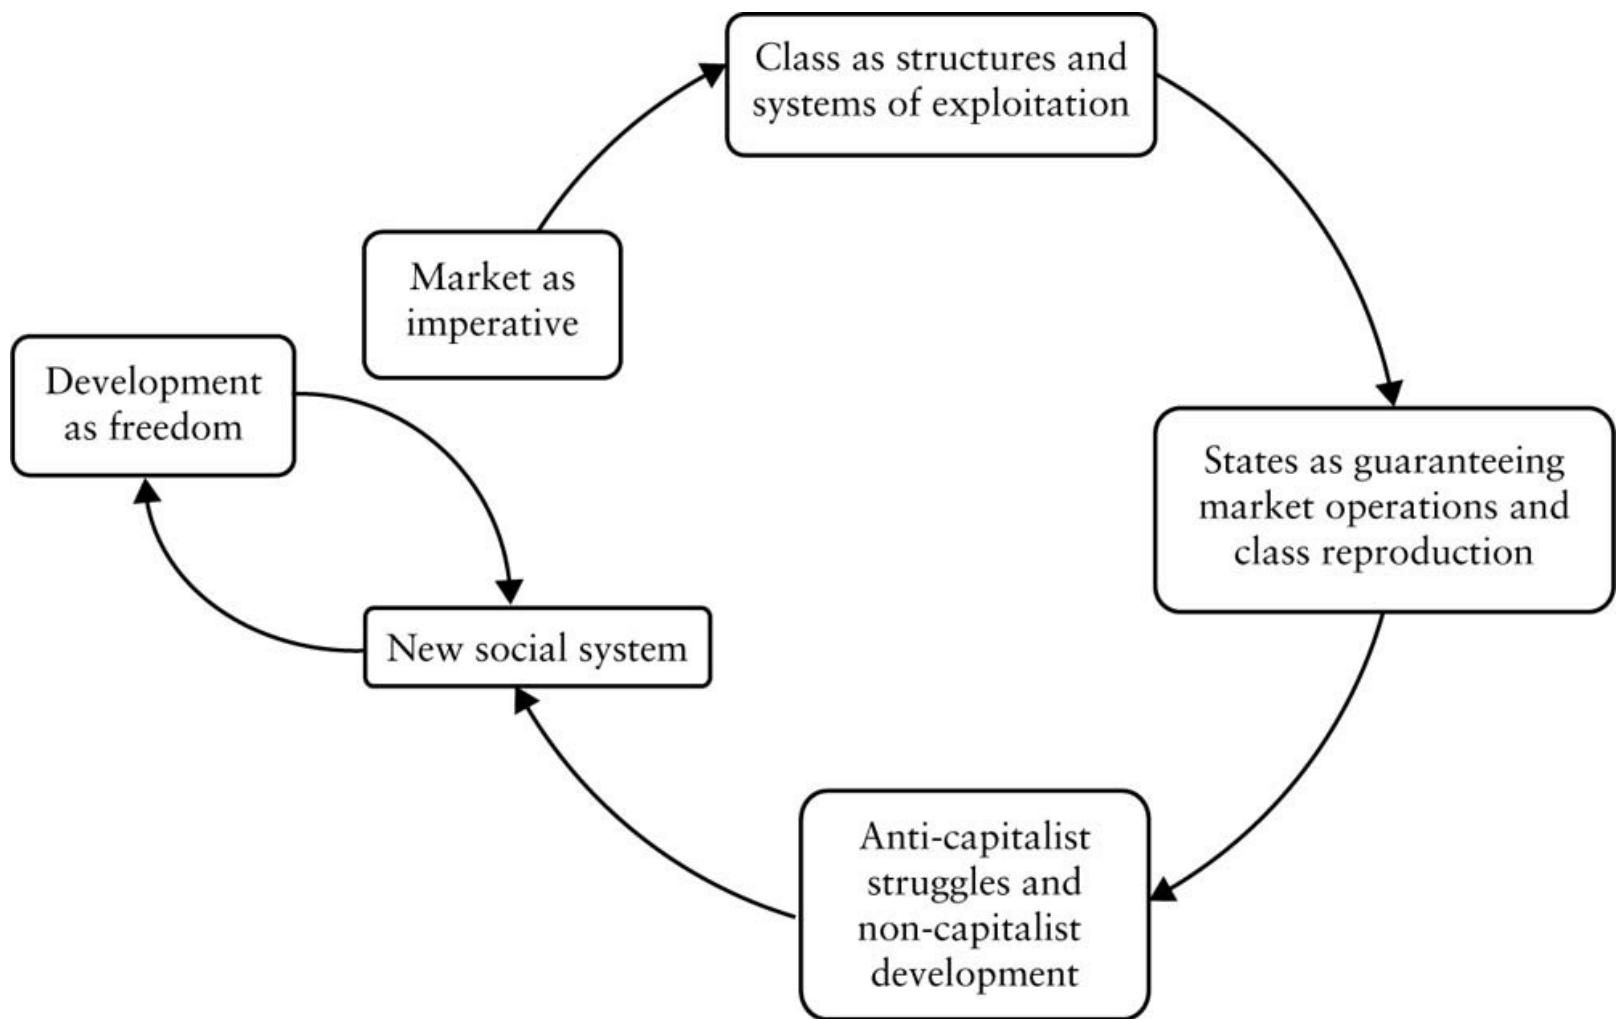 Class as structures and
systems of exploitation
Market as
imperative
Development
as freedom
States as guaranteeing
market operations and
class reproduction
New social system
Anti-capitalist
struggles and
non-capitalist
development